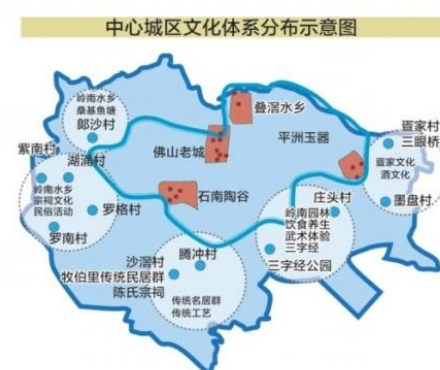 中心城区文化体系分布示意图
岭南水乡
桑基鱼塘
郧沙村
叠滘水乡
平洲玉器
佛山老城
疍家村
三眼桥
疍家文化
酒文化
墨盘村
紫南村
湖涌村
岭南水乡
宗祠文化
民俗活动
罗格村
罗南村
石南陶谷
庄头村
岭南园林
饮食养生
武术体验
三字经
三字经公园
腾冲村
沙滘村
牧伯里传统民居群
陈氏宗祠
传统名居群
传统工艺